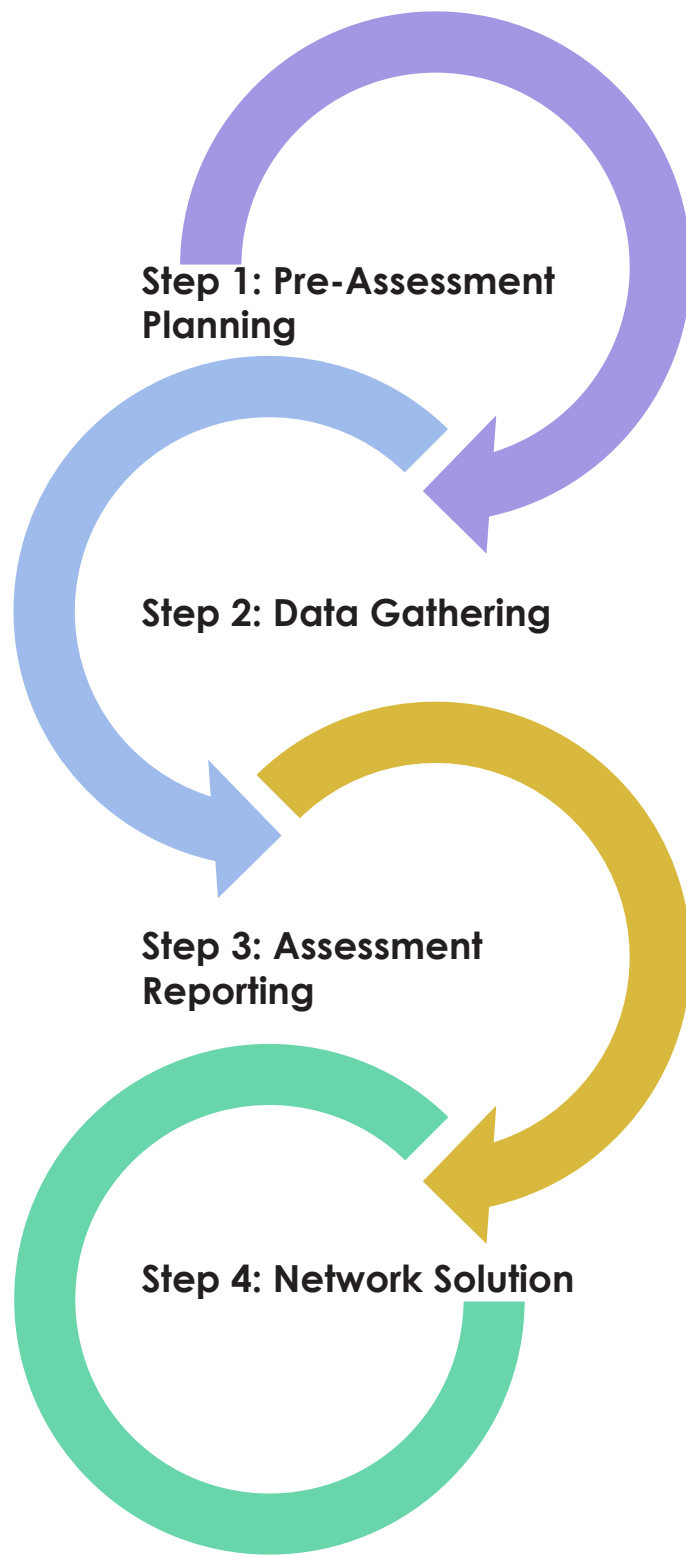 Step 1: Pre-Assessment
Planning
Step 2: Data Gathering
Step 3: Assessment
Reporting
Step 4: Network Solution